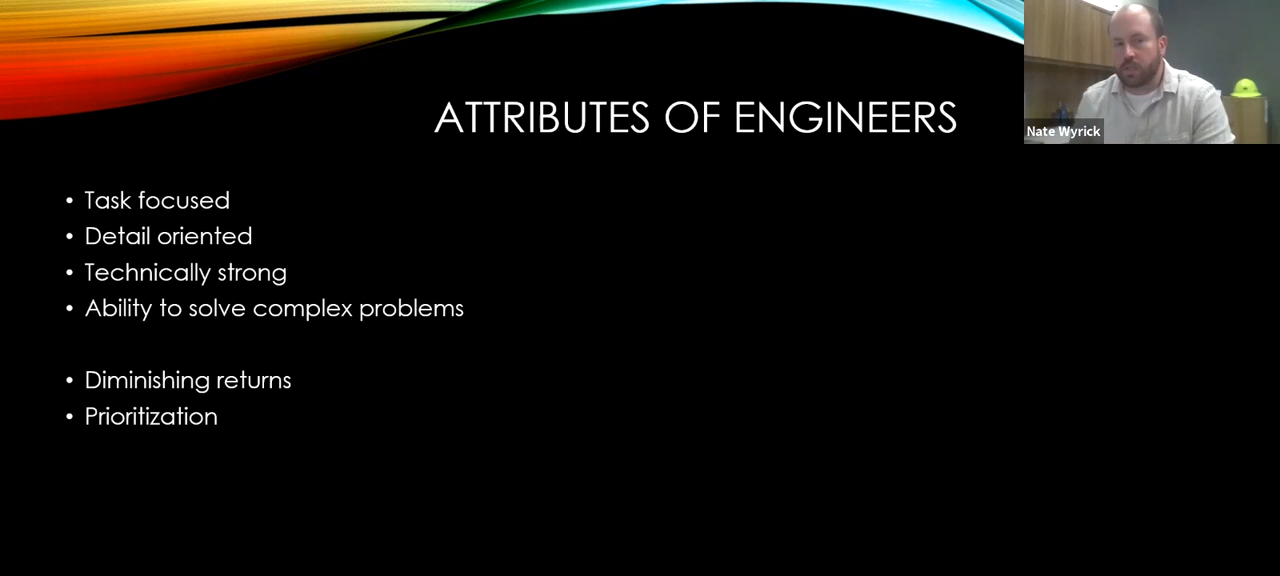 ATTRIBUTES OF ENGINEERS
Nate Wyrick
• Task focused
• Detail oriented
• Technically strong
• Ability to solve complex problems
• Diminishing returns
• Prioritization